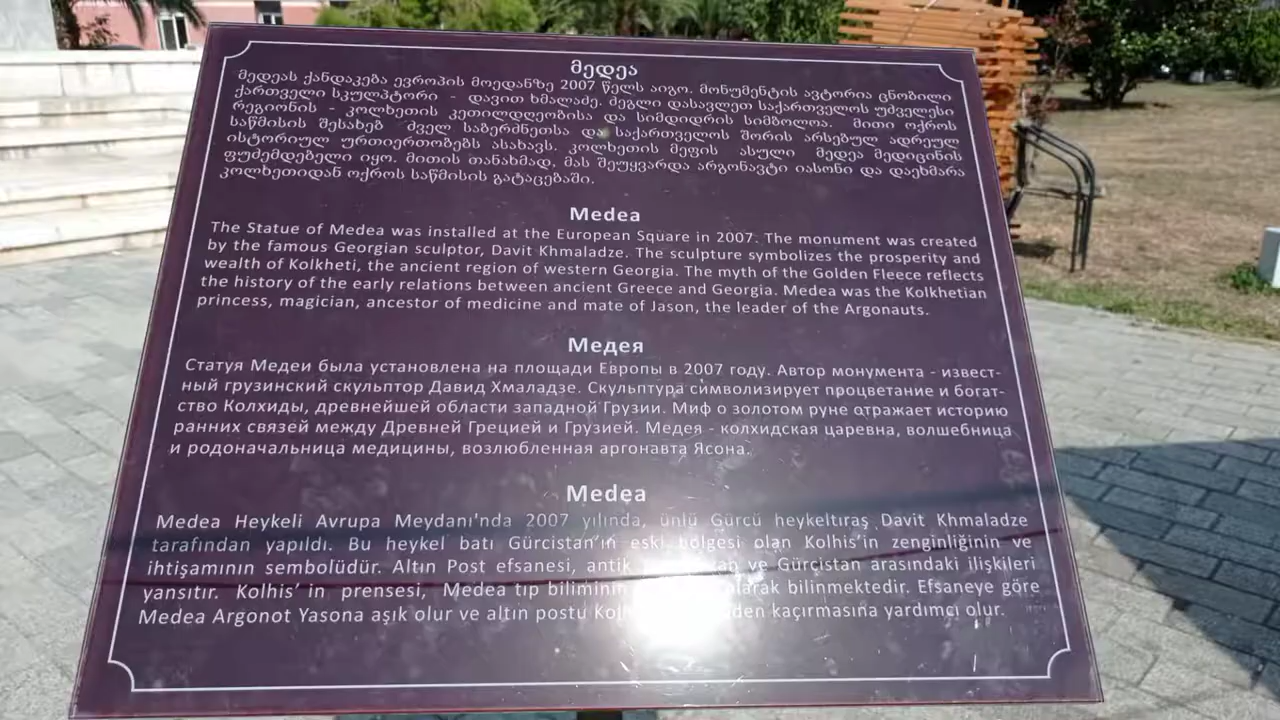 მედეა
მედეას ქანდაკება ევროპის მოედანზე 2007 წელს აიგო. მონუმენტის ავტორია ცნობილი
ქართველი სკულპტორი - დავით ხმალაძე. ძეგლი დასავლეთ საქართველოს უძველესი
რეგიონის - კოლხეთის კეთილდღეობისა და სიმდიდრის სიმბოლოა. მითი ოქროს
საწმისის შესახებ ძველ საბერძნეთსა და საქართველოს შორის არსებულ ადრეულ
ისტორიულ ურთიერთობებს ასახავს. კოლხეთის მეფის ასული მედეა მედიცინის
ფუძემდებელი იყო. მითის თანახმად, მას შეუყვარდა არგონავტი იასონი და დაეხმარა
კოლხეთიდან ოქროს საწმისის გატაცებაში.
Medea
The Statue of Medea was installed at the European Square in 2007. The monument was created
by the famous Georgian sculptor, Davit Khmaladze. The sculpture symbolizes the prosperity and
wealth of Kolkheti, the ancient region of western Georgia. The myth of the Golden Fleece reflects
the history of the early relations between ancient Greece and Georgia. Medea was the Kolkhetian
princess, magician, ancestor of medicine and mate of Jason, the leader of the Argonauts.
Медея
Статуя Медеи была установлена на площади Европы в 2007 году. Автор монумента - извест-
ный грузинский скульптор Давид Хмаладзе. Скульптура символизирует процветание и богат-
ство Колхиды, древнейшей области западной Грузии. Миф о золотом руне отражает историю
ранних связей между Древней Грецией и Грузией. Медея - колхидская царевна, волшебница
и родоначальница медицины, возлюбленная аргонавта Ясона.
Medea
Medea Heykeli Avrupa Meydanı'nda 2007 yılında, ünlü Gürcü heykeltıraş Davit Khmaladze
tarafından yapıldı. Bu heykel batı Gürcistan'ın eski bölgesi olan Kolhis'in zenginliğinin ve
ihtişamının sembolüdür. Altın Post efsanesi, antik ve Gürcistan arasındaki ilişkileri
yansıtır. Kolhis' in prensesi, Medea tıp biliminin olarak bilinmektedir. Efsaneye göre
Medea Argonot Yasona aşık olur ve altın postu kaçırmasına yardımcı olur.